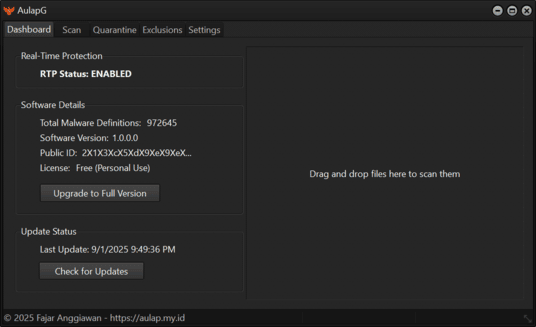 AulapG
Dashboard Scan Quarantine Exclusions Settings
Real-Time Protection
RTP Status: ENABLED
Software Details
Total Malware Definitions: 972645
Software Version: 1.0.0.0
Public ID: 2X1X3XcX5XdX9XeX9XeX...
License: Free (Personal Use)
Upgrade to Full Version
Update Status
Last Update: 9/1/2025 9:49:36 PM
Check for Updates
Drag and drop files here to scan them
© 2025 Fajar Anggiawan - https://aulap.my.id